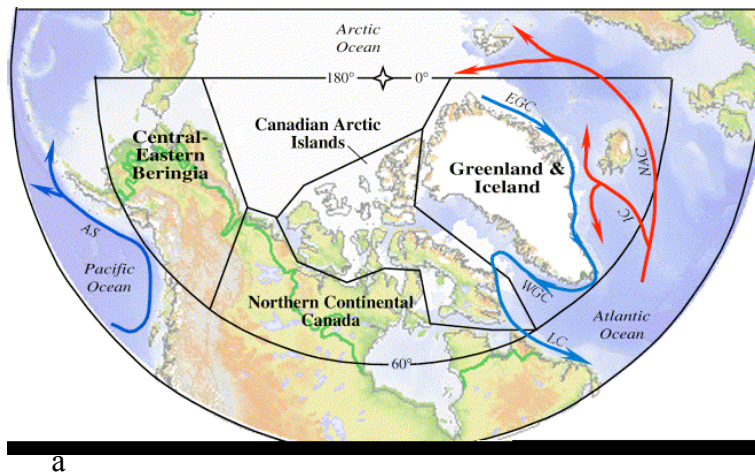 Arctic
Ocean
180°
0°
Central-
Eastern
Beringia
Canadian Arctic
Islands
EGC
Greenland &
Iceland
NAC
IC
AS
Pacific
Ocean
WGC
Northern Continental
Canada
Atlantic
Ocean
LC
60°
a